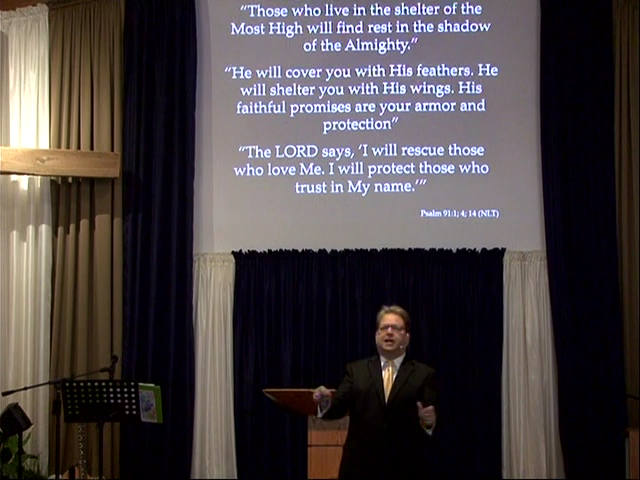 “Those who live in the shelter of the
Most High will find rest in the shadow
of the Almighty.”
“He will cover you with His feathers. He
will shelter you with His wings. His
faithful promises are your armor and
protection”
“The LORD says, ‘I will rescue those
who love Me. I will protect those who
trust in My name.’”
Psalm 91:1; 4; 14 (NLT)